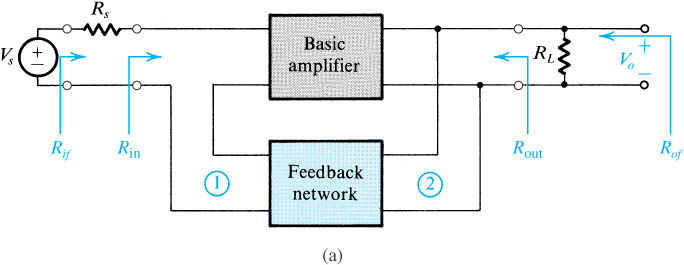 R_s
V_s
+
−
Basic
amplifier
R_L
V_o
+
−
R_if
R_in
R_out
R_of
1
Feedback
network
2
(a)